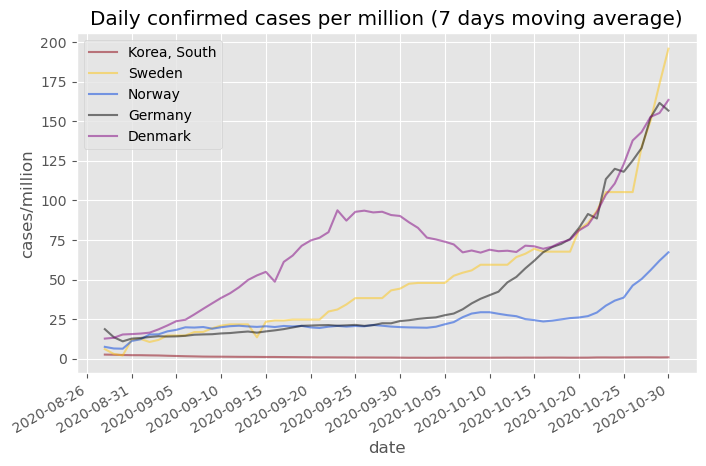 Daily confirmed cases per million (7 days moving average)
200
175
150
125
100
75
50
25
0
cases/million
Korea, South
Sweden
Norway
Germany
Denmark
2020-08-26
2020-08-31
2020-09-05
2020-09-10
2020-09-15
2020-09-20
2020-09-25
2020-09-30
2020-10-05
2020-10-10
2020-10-15
2020-10-20
2020-10-25
2020-10-30
date